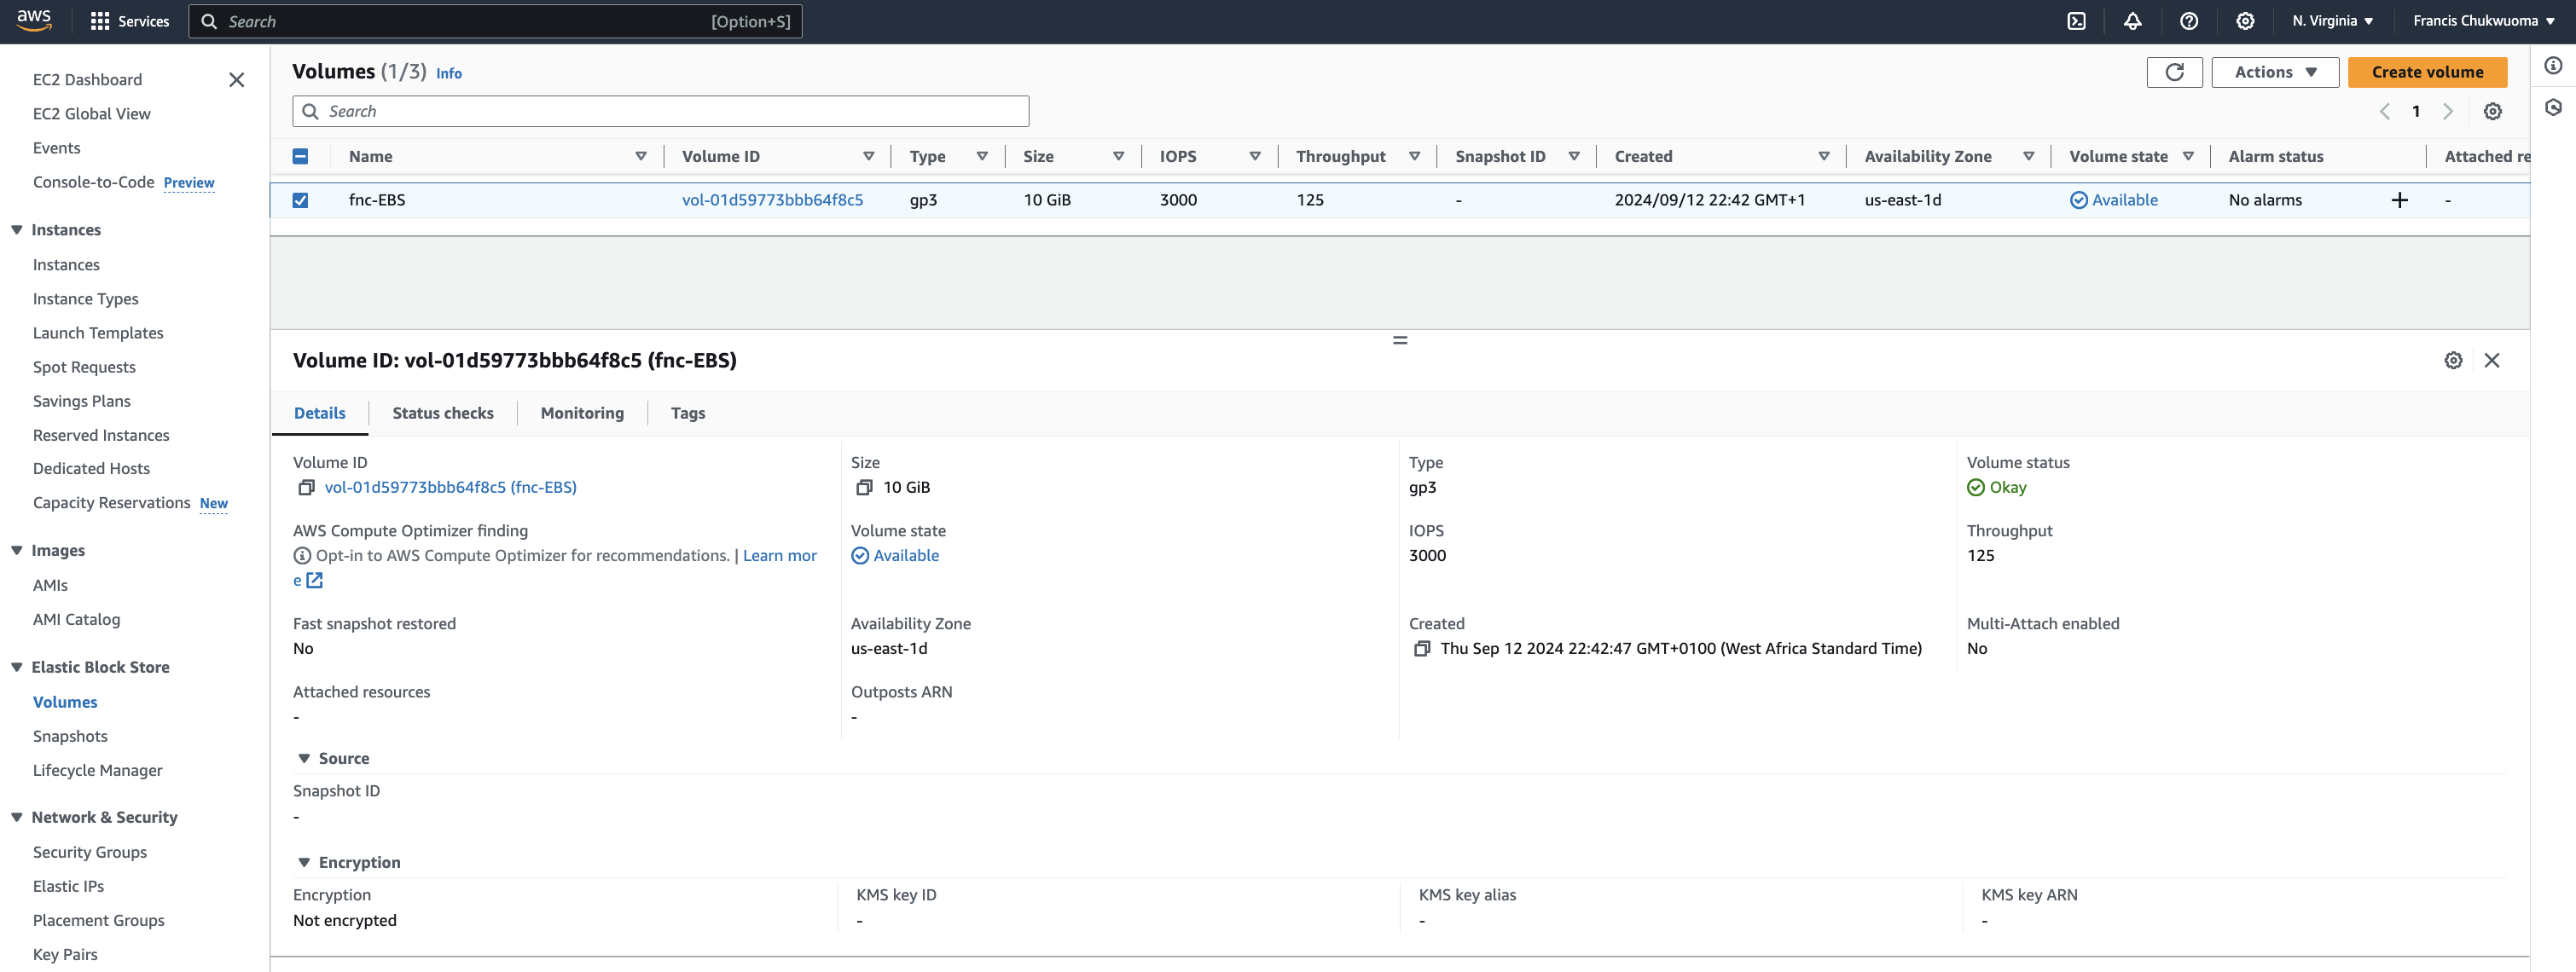 aws
Services
Search
[Option+S]
N. Virginia
Francis Chukwuoma
EC2 Dashboard
EC2 Global View
Events
Console-to-Code Preview
Instances
Instances
Instance Types
Launch Templates
Spot Requests
Savings Plans
Reserved Instances
Dedicated Hosts
Capacity Reservations New
Images
AMIs
AMI Catalog
Elastic Block Store
Volumes
Snapshots
Lifecycle Manager
Network & Security
Security Groups
Elastic IPs
Placement Groups
Key Pairs
Volumes (1/3) Info
Actions
Create volume
Search
1
Name Volume ID Type Size IOPS Throughput Snapshot ID Created Availability Zone Volume state Alarm status Attached re
fnc-EBS vol-01d59773bbb64f8c5 gp3 10 GiB 3000 125 - 2024/09/12 22:42 GMT+1 us-east-1d Available No alarms + -
Volume ID: vol-01d59773bbb64f8c5 (fnc-EBS)
Details Status checks Monitoring Tags
Volume ID Size Type Volume status
vol-01d59773bbb64f8c5 (fnc-EBS) 10 GiB gp3 Okay
AWS Compute Optimizer finding Volume state IOPS Throughput
Opt-in to AWS Compute Optimizer for recommendations. | Learn mor Available 3000 125
e
Fast snapshot restored Availability Zone Created Multi-Attach enabled
No us-east-1d Thu Sep 12 2024 22:42:47 GMT+0100 (West Africa Standard Time) No
Attached resources Outposts ARN
- -
Source
Snapshot ID
-
Encryption
Encryption KMS key ID KMS key alias KMS key ARN
Not encrypted - - -